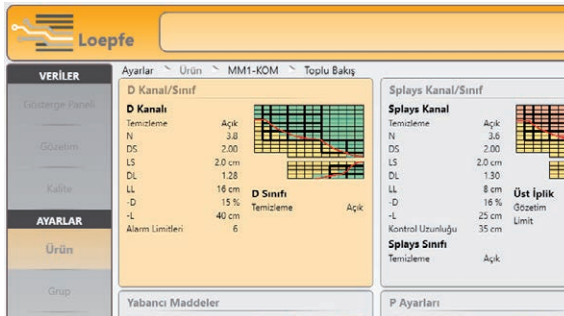 Loepfe
VERİLER
Gösterge Paneli
Gözetim
Kalite
AYARLAR
Ürün
Grup
Ayarlar Ürün MM1-KOM Toplu Bakış
D Kanal/Sınıf
D Kanalı
Temizleme Açık
N 3.8
DS 2.00
LS 2.0 cm
DL 1.28
LL 16 cm
-D 15 %
-L 40 cm
Alarm Limitleri 6
D Sınıfı
Temizleme Açık
Splays Kanal/Sınıf
Splays Kanal
Temizleme Açık
N 3.6
DS 2.00
LS 2.0 cm
DL 1.30
LL 8 cm
-D 16 %
-L 25 cm
Kontrol Uzunluğu 35 cm
Splays Sınıfı
Temizleme Açık
Üst İplik
Gözetim
Limit
Yabancı Maddeler
P Ayarları